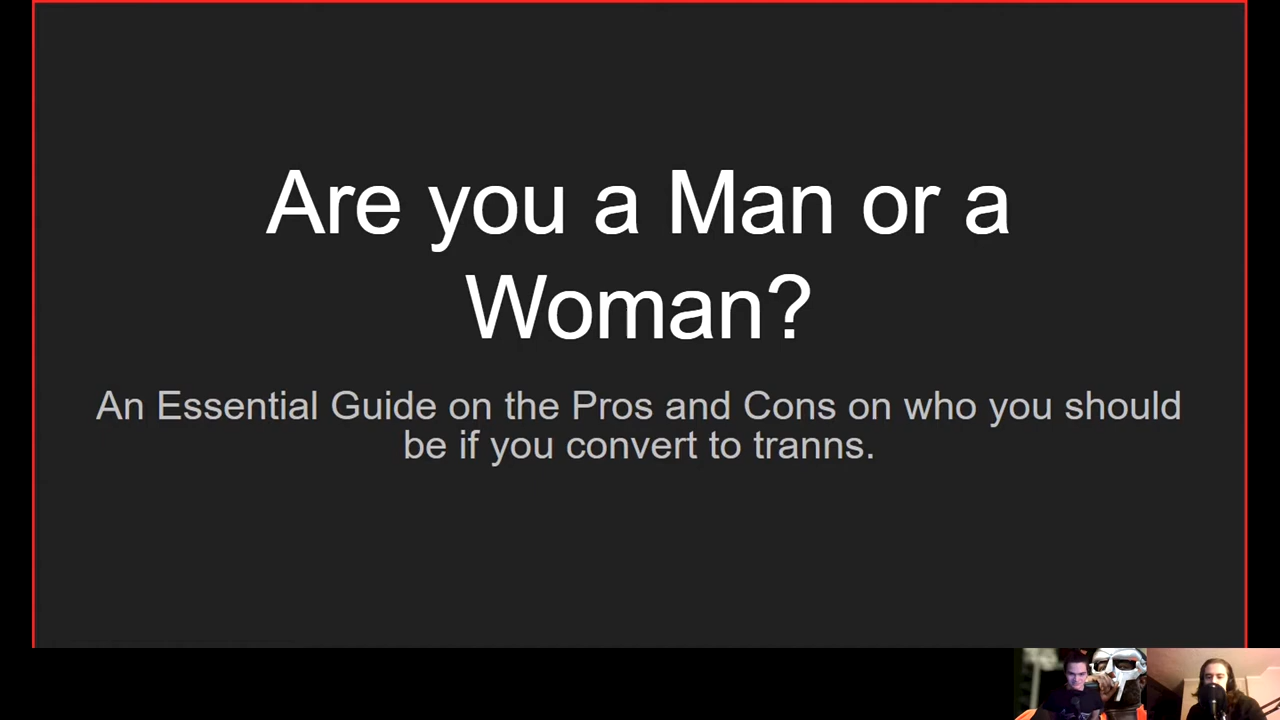 Are you a Man or a
Woman?
An Essential Guide on the Pros and Cons on who you should
be if you convert to tranns.